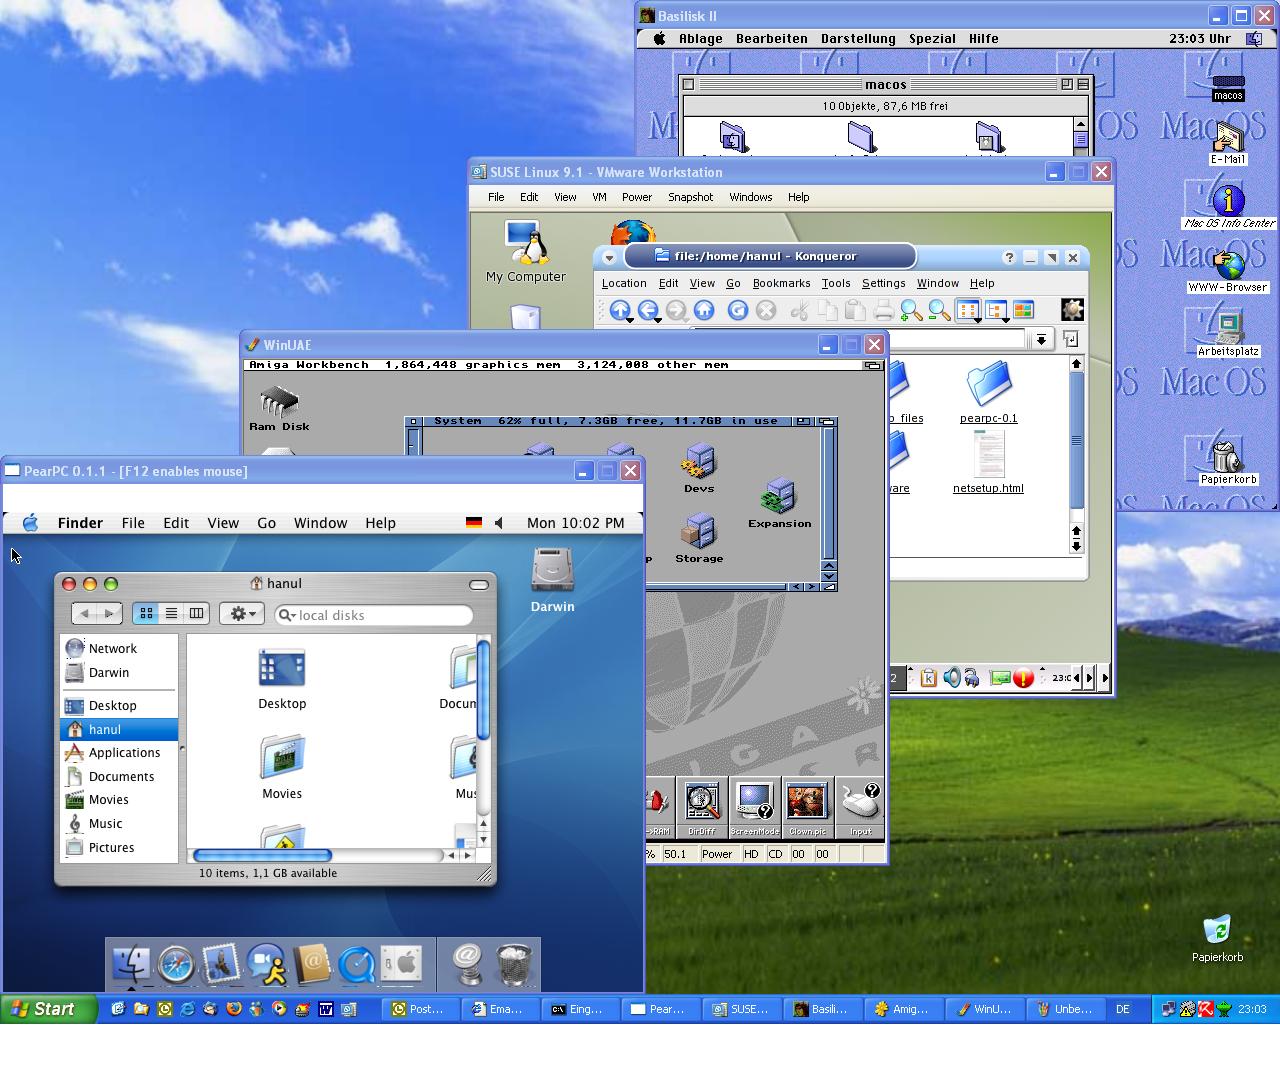 Basilisk II
Ablage Bearbeiten Darstellung Spezial Hilfe 23:03 Uhr
macos
10 Objekte, 87,6 MB frei
macos
E-Mail
Mac OS Info Center
WWW-Browser
Arbeitsplatz
Mac OS
Papierkorb
SUSE Linux 9.1 - VMware Workstation
File Edit View VM Power Snapshot Windows Help
My Computer
file:/home/hanul - Konqueror
Location Edit View Go Bookmarks Tools Settings Window Help
files
pearpc-0.1
netsetup.html
2
WinUAE
Amiga Workbench 1,864,448 graphics mem 3,124,008 other mem
Ram Disk
System 62% full, 7.3GB free, 11.7GB in use
Devs
Expansion
Storage
DirDiff ScreenMode Clown.pic Input
% 50.1 Power HD CD 00 00
PearPC 0.1.1 - [F12 enables mouse]
Finder File Edit View Go Window Help Mon 10:02 PM
Darwin
hanul
local disks
Network
Darwin
Desktop
hanul
Applications
Documents
Movies
Music
Pictures
Desktop
Docum
Movies
Mus
10 items, 1,1 GB available
Papierkorb
Start Post... Ema... Eing... Pear... SUSE... Basili... Amig... WinU... Unbe... DE 23:03